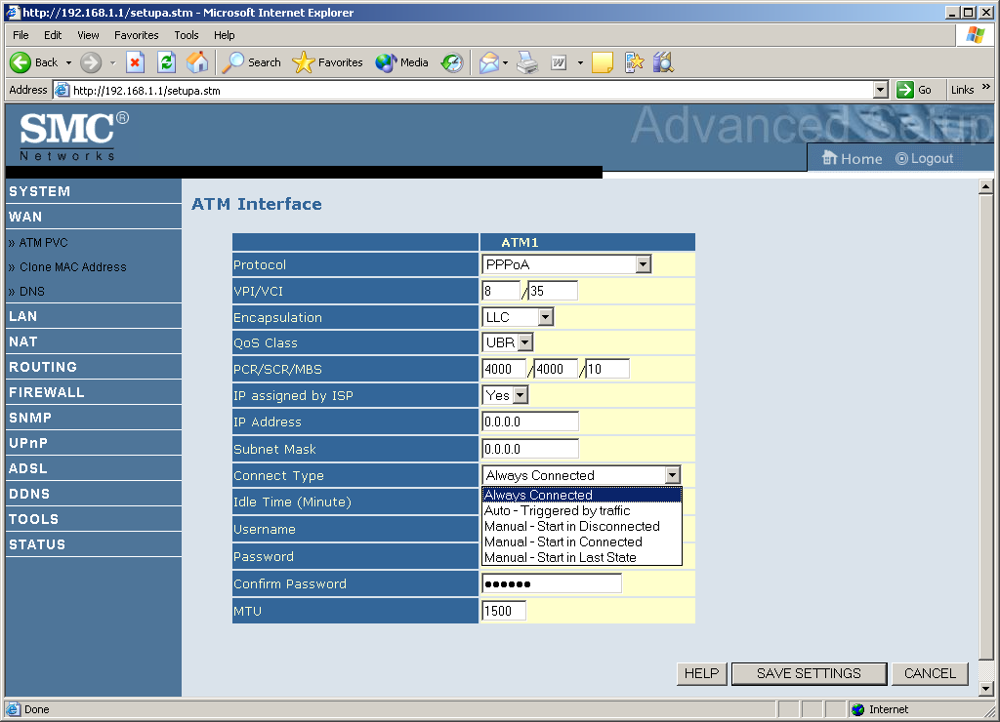 http://192.168.1.1/setupa.stm - Microsoft Internet Explorer
File Edit View Favorites Tools Help
Back Search Favorites Media
Address http://192.168.1.1/setupa.stm Go Links »
SMC®
Networks
Advanced Setup
Home Logout
SYSTEM
WAN
» ATM PVC
» Clone MAC Address
» DNS
LAN
NAT
ROUTING
FIREWALL
SNMP
UPnP
ADSL
DDNS
TOOLS
STATUS
ATM Interface
ATM1
Protocol PPPoA
VPI/VCI 8 / 35
Encapsulation LLC
QoS Class UBR
PCR/SCR/MBS 4000 / 4000 / 10
IP assigned by ISP Yes
IP Address 0.0.0.0
Subnet Mask 0.0.0.0
Connect Type Always Connected
Always Connected
Auto - Triggered by traffic
Manual - Start in Disconnected
Manual - Start in Connected
Manual - Start in Last State
Idle Time (Minute)
Username
Password
Confirm Password ●●●●●●
MTU 1500
HELP SAVE SETTINGS CANCEL
Done Internet